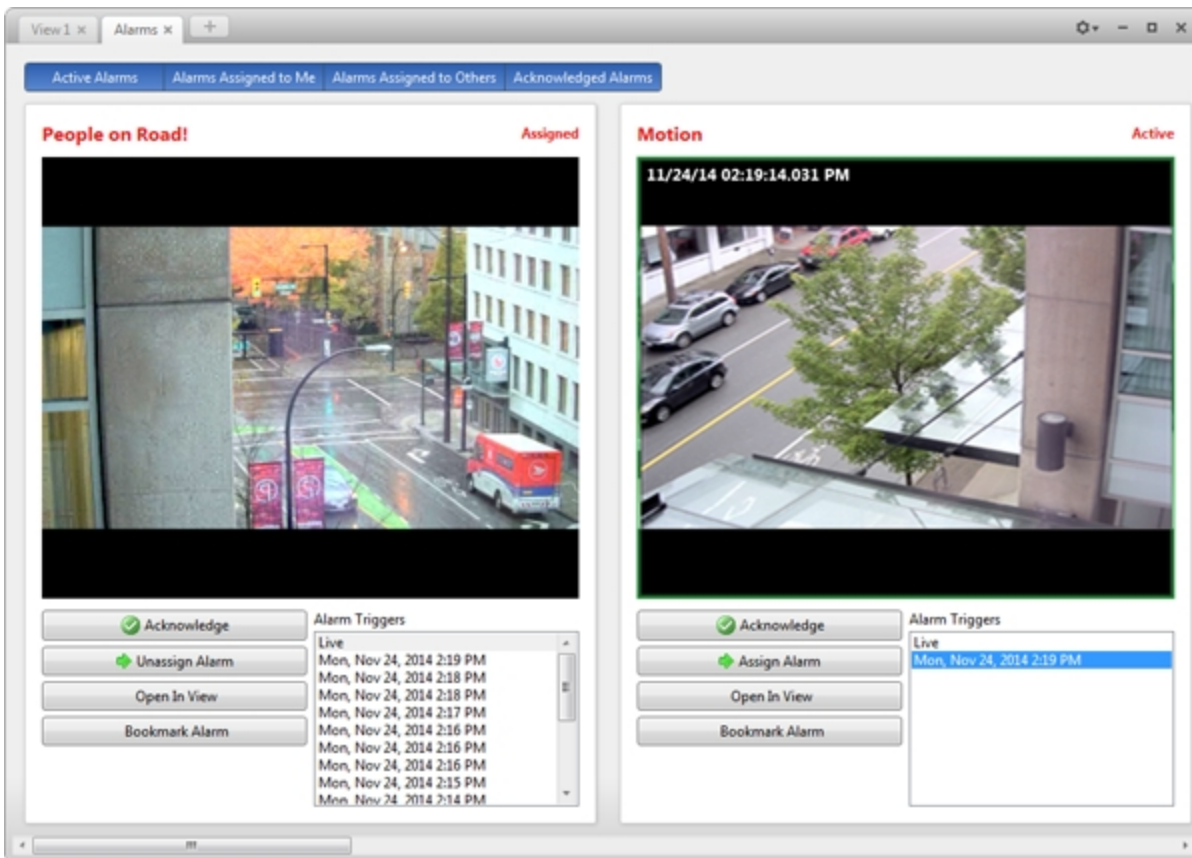 View 1
Alarms
Active Alarms
Alarms Assigned to Me
Alarms Assigned to Others
Acknowledged Alarms
People on Road!
Assigned
Acknowledge
Unassign Alarm
Open In View
Bookmark Alarm
Alarm Triggers
Live
Mon, Nov 24, 2014 2:19 PM
Mon, Nov 24, 2014 2:18 PM
Mon, Nov 24, 2014 2:18 PM
Mon, Nov 24, 2014 2:17 PM
Mon, Nov 24, 2014 2:16 PM
Mon, Nov 24, 2014 2:16 PM
Mon, Nov 24, 2014 2:16 PM
Mon, Nov 24, 2014 2:15 PM
Mon, Nov 24, 2014 2:14 PM
Motion
Active
11/24/14 02:19:14.031 PM
Acknowledge
Assign Alarm
Open In View
Bookmark Alarm
Alarm Triggers
Live
Mon, Nov 24, 2014 2:19 PM